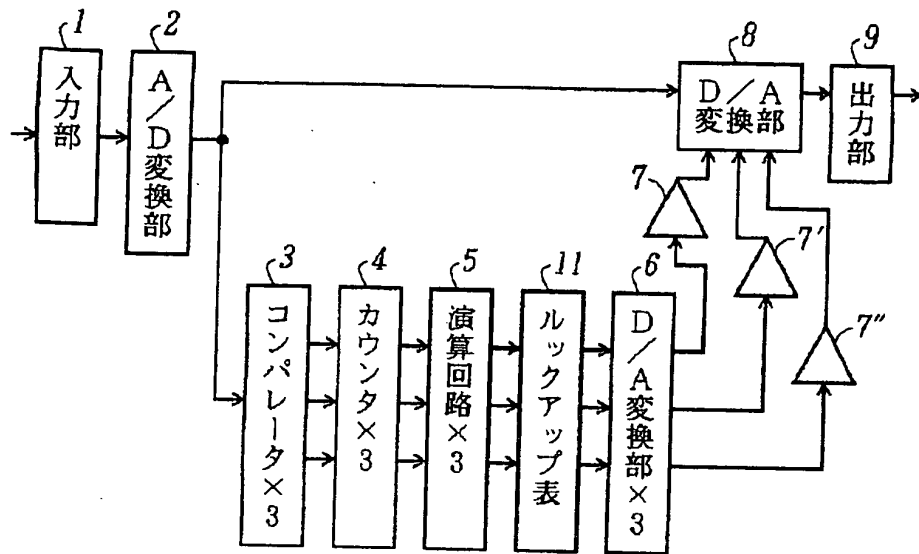 1
入力部
2
A/D変換部
8
D/A
変換部
9
出力部
7
7′
7″
3
コンパレータ×3
4
カウンタ×3
5
演算回路×3
11
ルックアップ表
6
D/A変換部×3